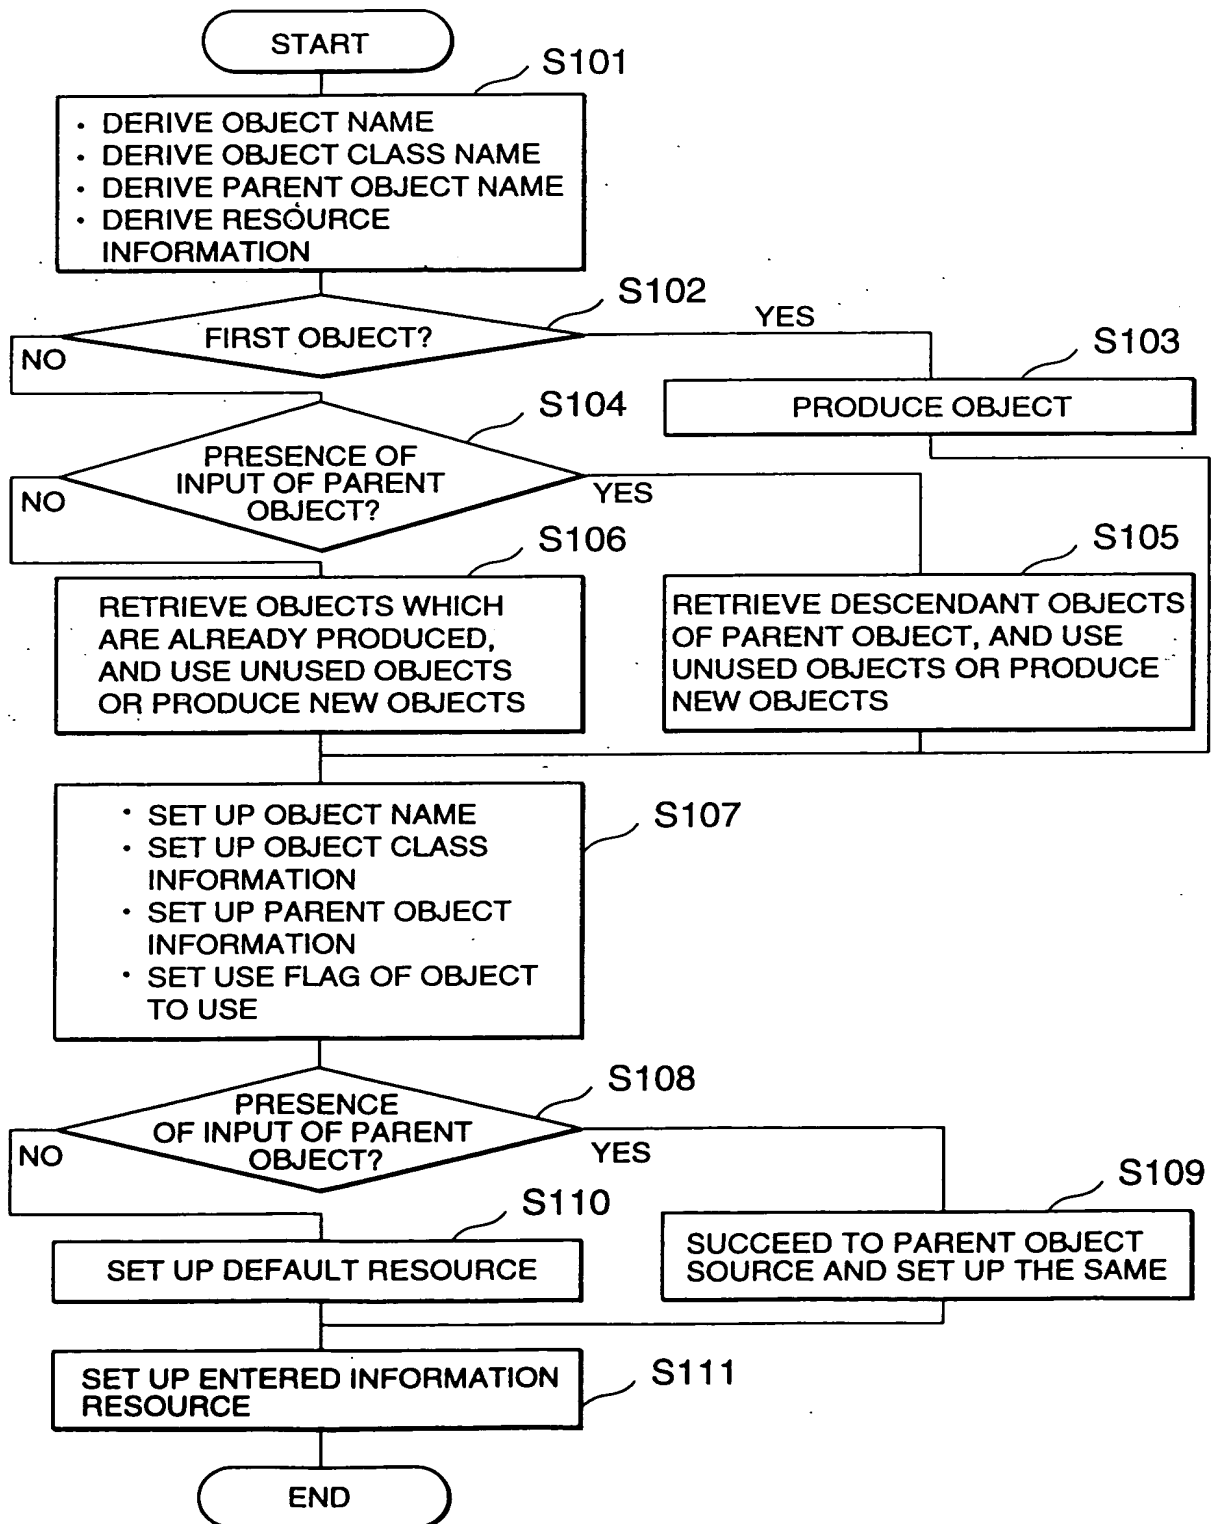 START
S101
· DERIVE OBJECT NAME
· DERIVE OBJECT CLASS NAME
· DERIVE PARENT OBJECT NAME
· DERIVE RESOURCE
INFORMATION
S102
FIRST OBJECT?
YES
NO
S103
PRODUCE OBJECT
S104
PRESENCE OF
INPUT OF PARENT
OBJECT?
NO
YES
S106
RETRIEVE OBJECTS WHICH
ARE ALREADY PRODUCED,
AND USE UNUSED OBJECTS
OR PRODUCE NEW OBJECTS
S105
RETRIEVE DESCENDANT OBJECTS
OF PARENT OBJECT, AND USE
UNUSED OBJECTS OR PRODUCE
NEW OBJECTS
S107
· SET UP OBJECT NAME
· SET UP OBJECT CLASS
INFORMATION
· SET UP PARENT OBJECT
INFORMATION
· SET USE FLAG OF OBJECT
TO USE
S108
PRESENCE
OF INPUT OF PARENT
OBJECT?
NO
YES
S110
SET UP DEFAULT RESOURCE
S109
SUCCEED TO PARENT OBJECT
SOURCE AND SET UP THE SAME
S111
SET UP ENTERED INFORMATION
RESOURCE
END